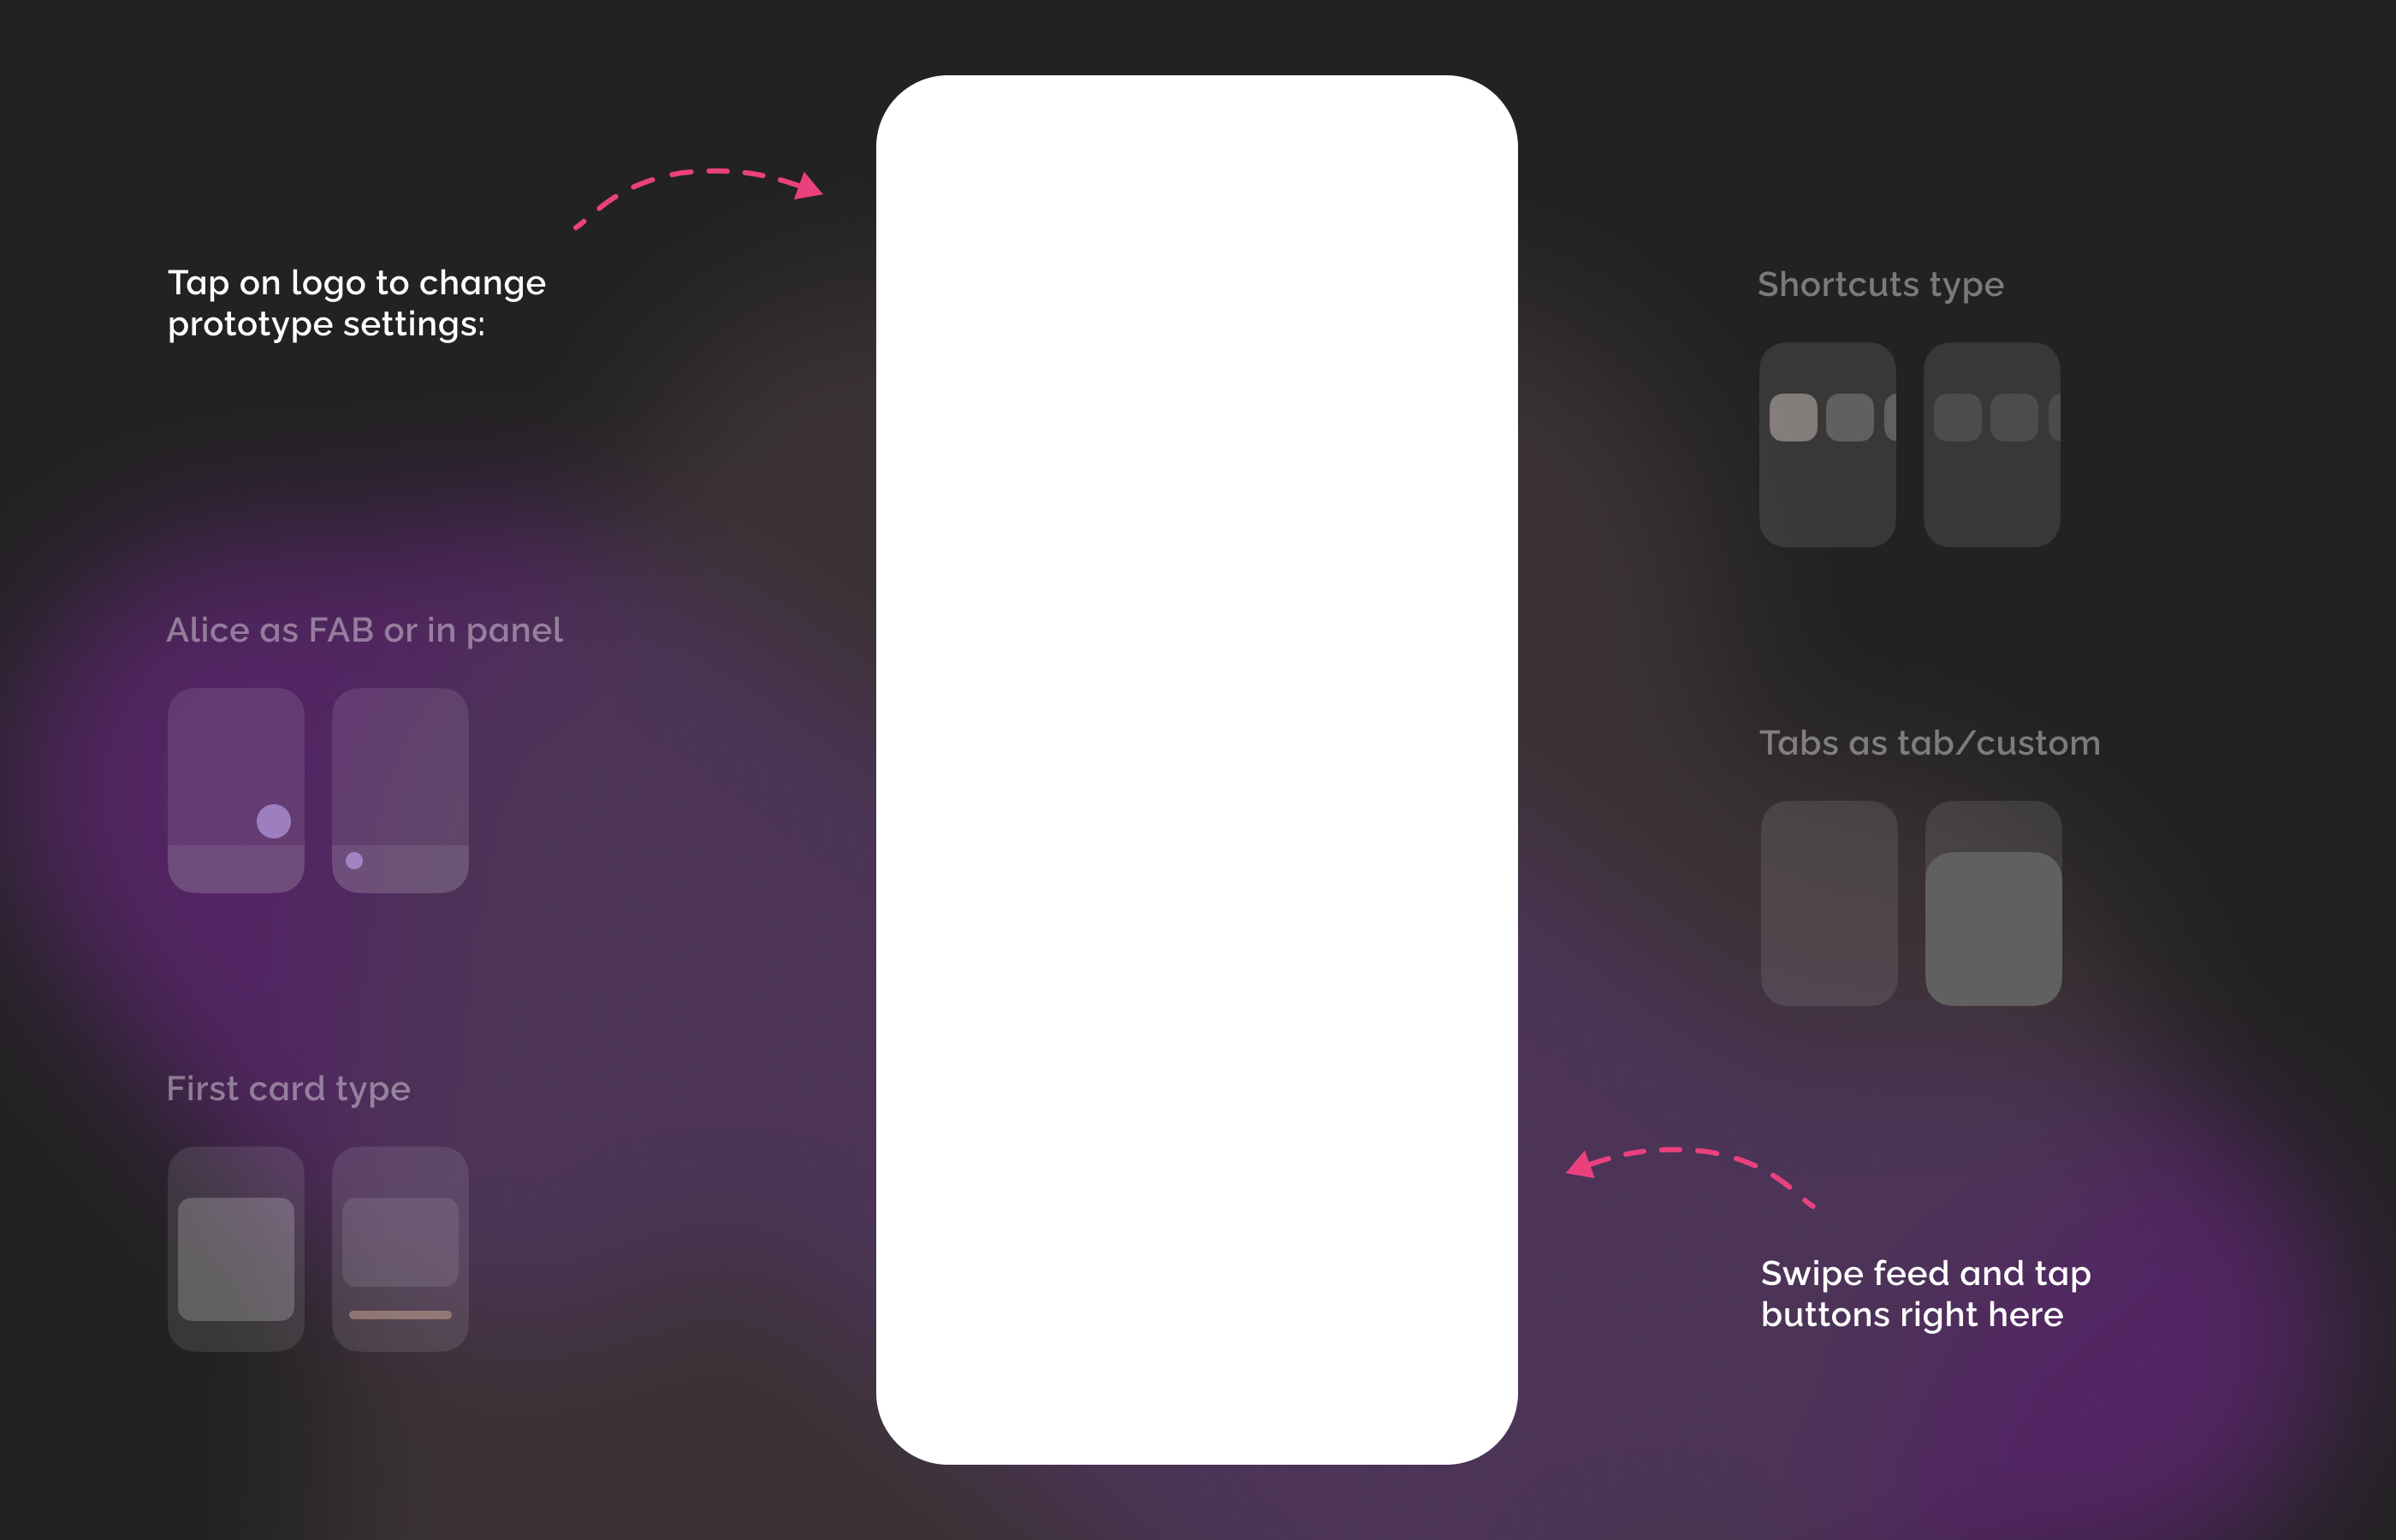 Tap on logo to change
prototype settings:
Alice as FAB or in panel
First card type
Shortcuts type
Tabs as tab/custom
Swipe feed and tap
buttons right here